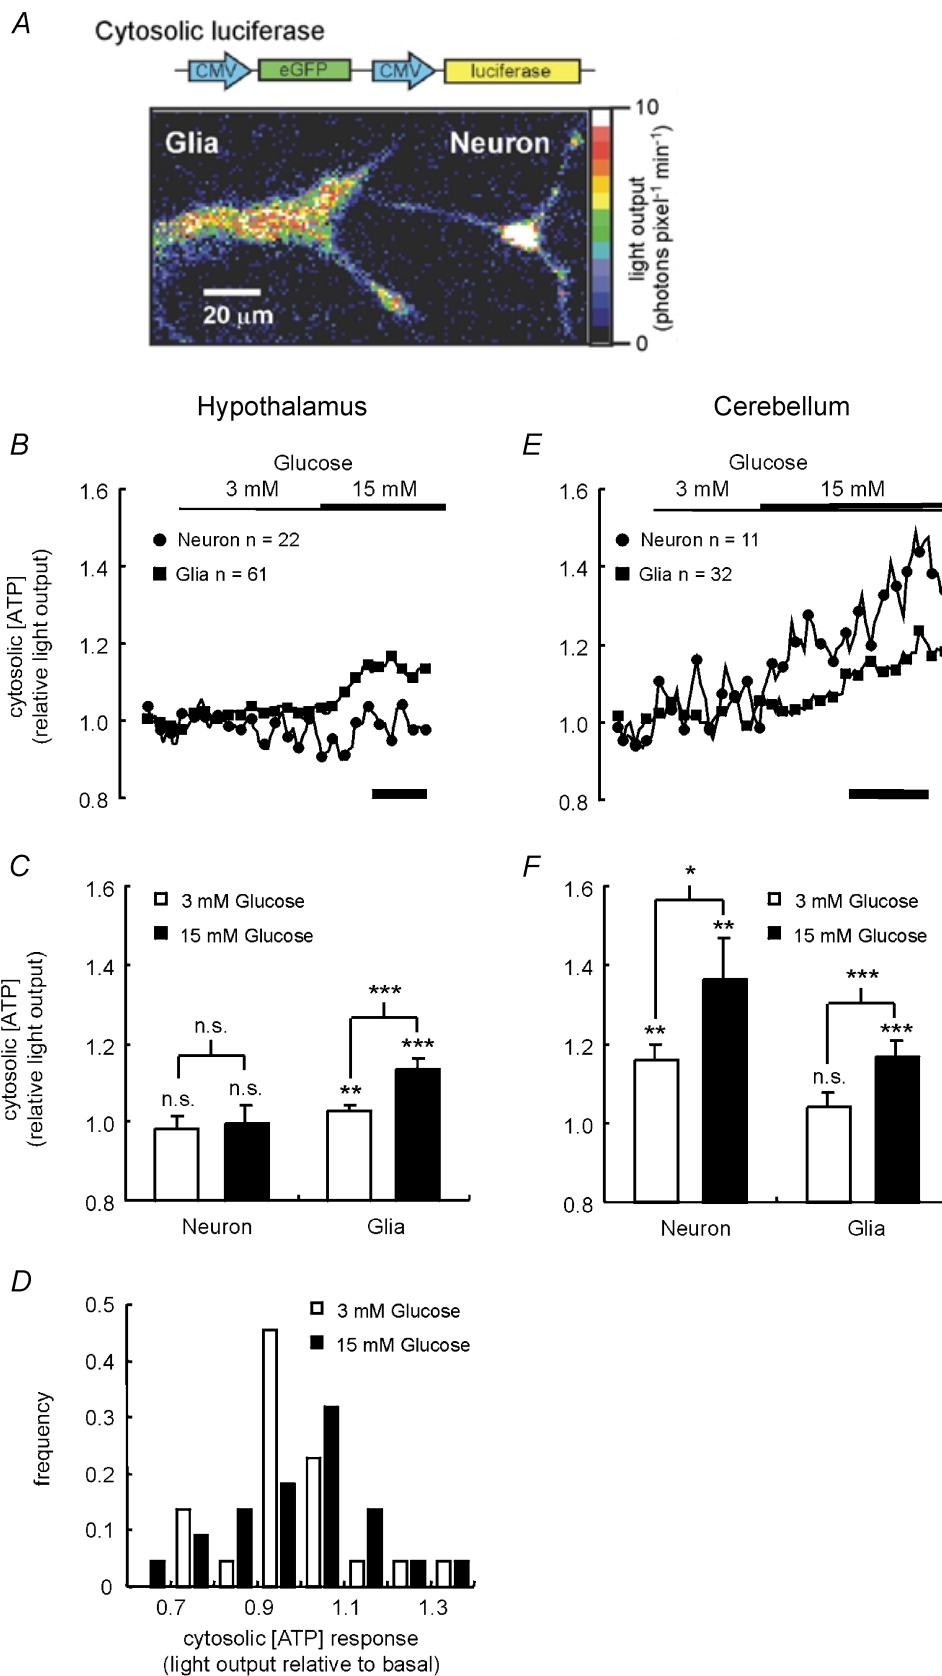 A
Cytosolic luciferase
CMV eGFP CMV luciferase
Glia Neuron
20 μm
10
0
light output
(photons pixel-1 min-1)
Hypothalamus
B
Glucose
3 mM 15 mM
Neuron n = 22
Glia n = 61
1.6
1.4
1.2
1.0
0.8
cytosolic [ATP]
(relative light output)
Cerebellum
E
Glucose
3 mM 15 mM
Neuron n = 11
Glia n = 32
1.6
1.4
1.2
1.0
0.8
C
3 mM Glucose
15 mM Glucose
1.6
1.4
1.2
1.0
0.8
cytosolic [ATP]
(relative light output)
n.s.
n.s. n.s.
***
** ***
Neuron Glia
F
3 mM Glucose
15 mM Glucose
1.6
1.4
1.2
1.0
0.8
*
** **
***
n.s. ***
Neuron Glia
D
3 mM Glucose
15 mM Glucose
0.5
0.4
0.3
0.2
0.1
0
frequency
0.7 0.9 1.1 1.3
cytosolic [ATP] response
(light output relative to basal)